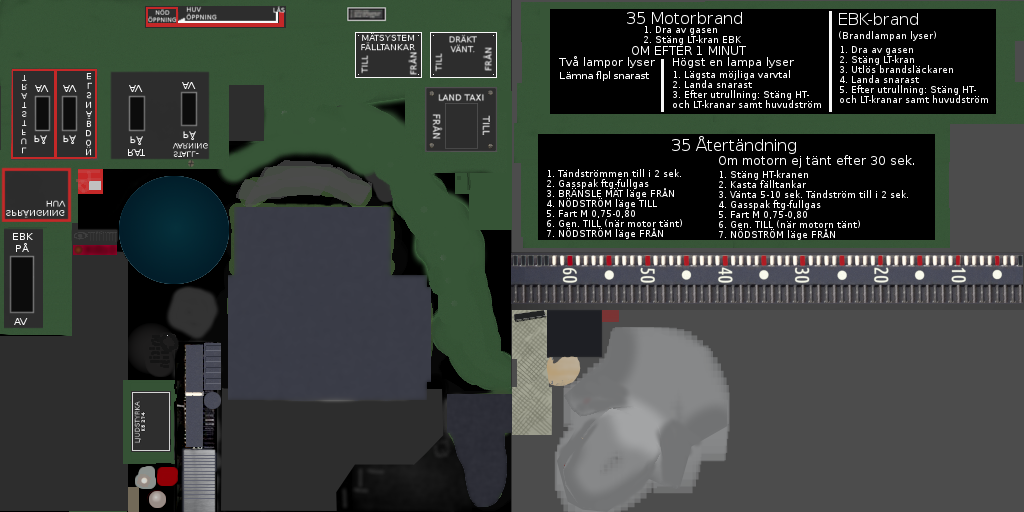 NÖD
ÖPPNING
HUV
ÖPPNING
LÅS
MÄTSYSTEM
FÄLLTANKAR
TILL
FRÅN
DRÄKT
VÄNT.
TILL
FRÅN
LAND TAXI
FRÅN
TILL
BRÄNSLE
TÄNDSTIFT
AV
PÅ
AV
PÅ
AV
PÅ
RAT
AV
PÅ
STÄLL-
VARNING
HUV
SPRÄNGNING
EBK
PÅ
AV
LJUDSTYRKA
35 Motorbrand
1. Dra av gasen
2. Stäng LT-kran EBK
OM EFTER 1 MINUT
Två lampor lyser
Lämna flpl snarast
Högst en lampa lyser
1. Lägsta möjliga varvtal
2. Landa snarast
3. Efter utrullning: Stäng HT-
och LT-kranar samt huvudström
EBK-brand
(Brandlampan lyser)
1. Dra av gasen
2. Stäng LT-kran
3. Utlös brandsläckaren
4. Landa snarast
5. Efter utrullning: Stäng HT-
och LT-kranar samt huvudström
35 Återtändning
1. Tändströmmen till i 2 sek.
2. Gasspak ftg-fullgas
3. BRÄNSLE MAT läge FRÅN
4. NÖDSTRÖM läge TILL
5. Fart M 0,75-0,80
6. Gen. TILL (när motor tänt)
7. NÖDSTRÖM läge FRÅN
Om motorn ej tänt efter 30 sek.
1. Stäng HT-kranen
2. Kasta fälltankar
3. Vänta 5-10 sek. Tändström till i 2 sek.
4. Gasspak ftg-fullgas
5. Fart M 0,75-0,80
6. Gen. TILL (när motorn tänt)
7. NÖDSTRÖM läge FRÅN
60 50 40 30 20 10